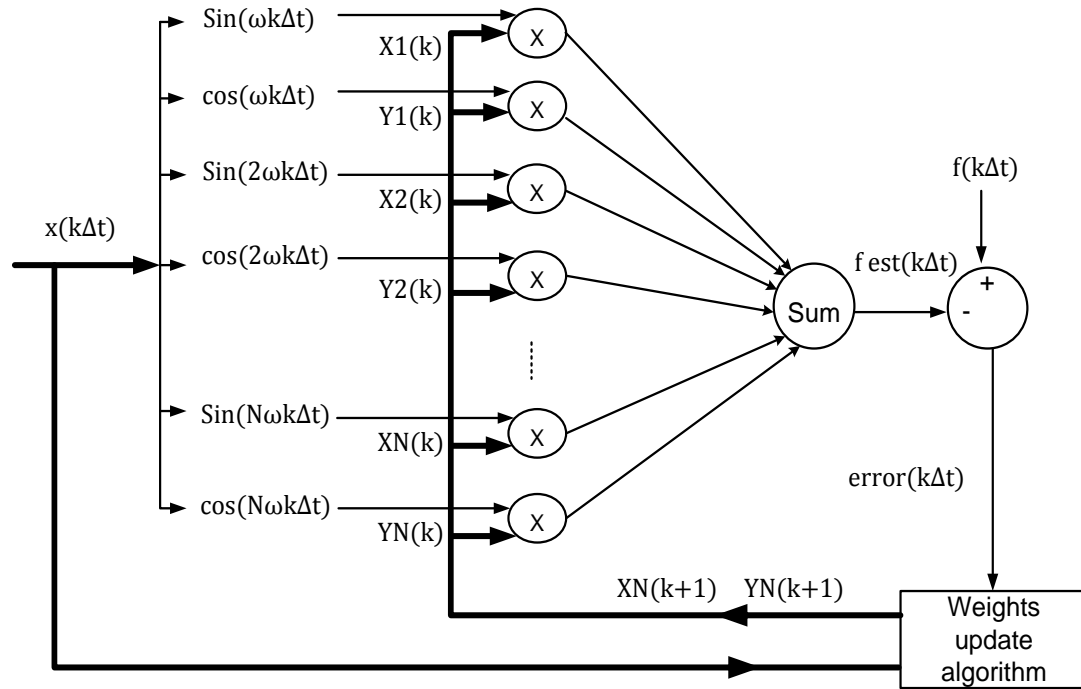 Sin(ωkΔt)
X1(k)
X
cos(ωkΔt)
Y1(k)
X
Sin(2ωkΔt)
X2(k)
X
f(kΔt)
x(kΔt)
cos(2ωkΔt)
Y2(k)
X
f est(kΔt)
Sum
+
-
Sin(NωkΔt)
XN(k)
X
error(kΔt)
cos(NωkΔt)
YN(k)
X
XN(k+1) YN(k+1)
Weights
update
algorithm